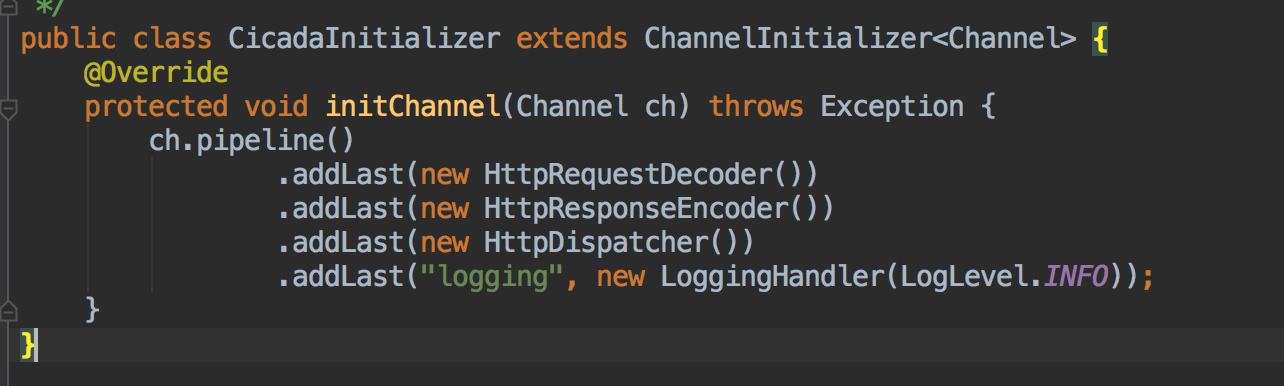 */
public class CicadaInitializer extends ChannelInitializer<Channel> {
    @Override
    protected void initChannel(Channel ch) throws Exception {
        ch.pipeline()
                .addLast(new HttpRequestDecoder())
                .addLast(new HttpResponseEncoder())
                .addLast(new HttpDispatcher())
                .addLast("logging", new LoggingHandler(LogLevel.INFO));
    }
}